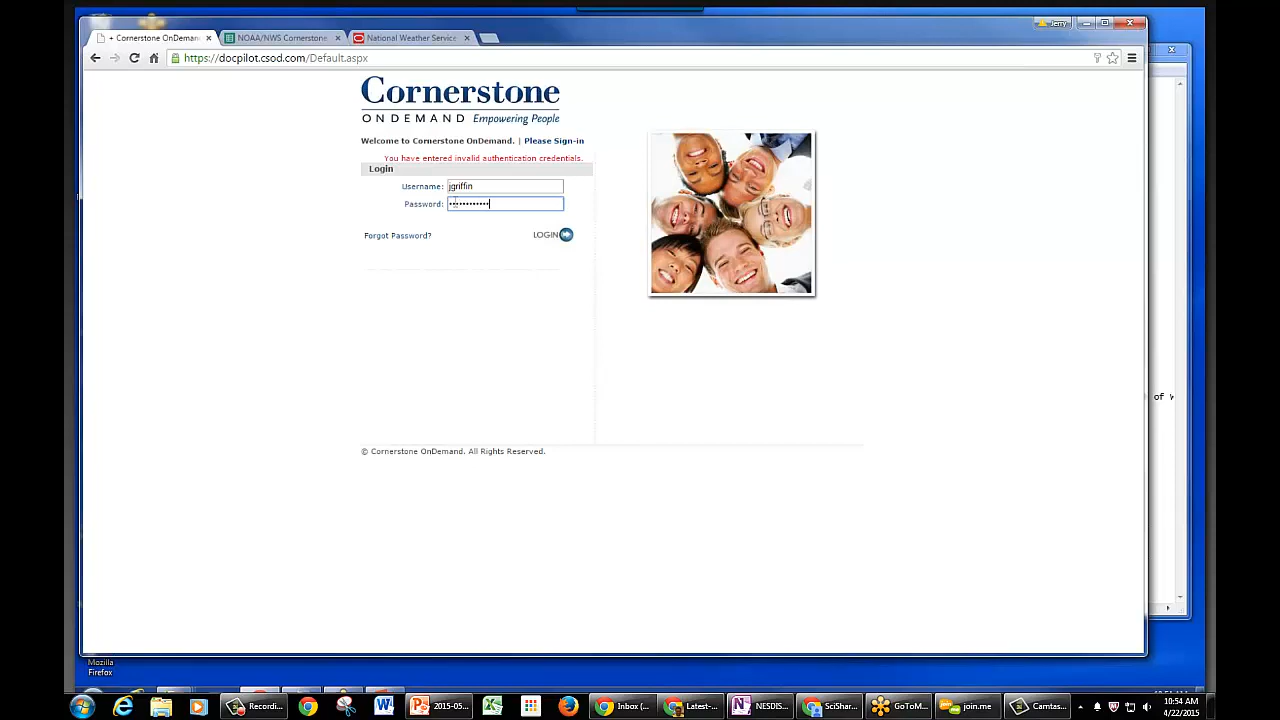 Jerry
+ Cornerstone OnDeman
NOAA/NWS Cornerstone
National Weather Service
https://docpilot.csod.com/Default.aspx
Cornerstone
ONDEMAND Empowering People
Welcome to Cornerstone OnDemand. | Please Sign-in
You have entered invalid authentication credentials.
Login
Username: jgriffin
Password: ••••••••••••
Forgot Password?
LOGIN
of
© Cornerstone OnDemand. All Rights Reserved.
Mozilla
Firefox
Recordi...
2015-05...
Inbox (...
Latest-...
NESDIS...
SciShar...
GoToM...
join.me
Camtas...
10:54 AM
4/22/2015